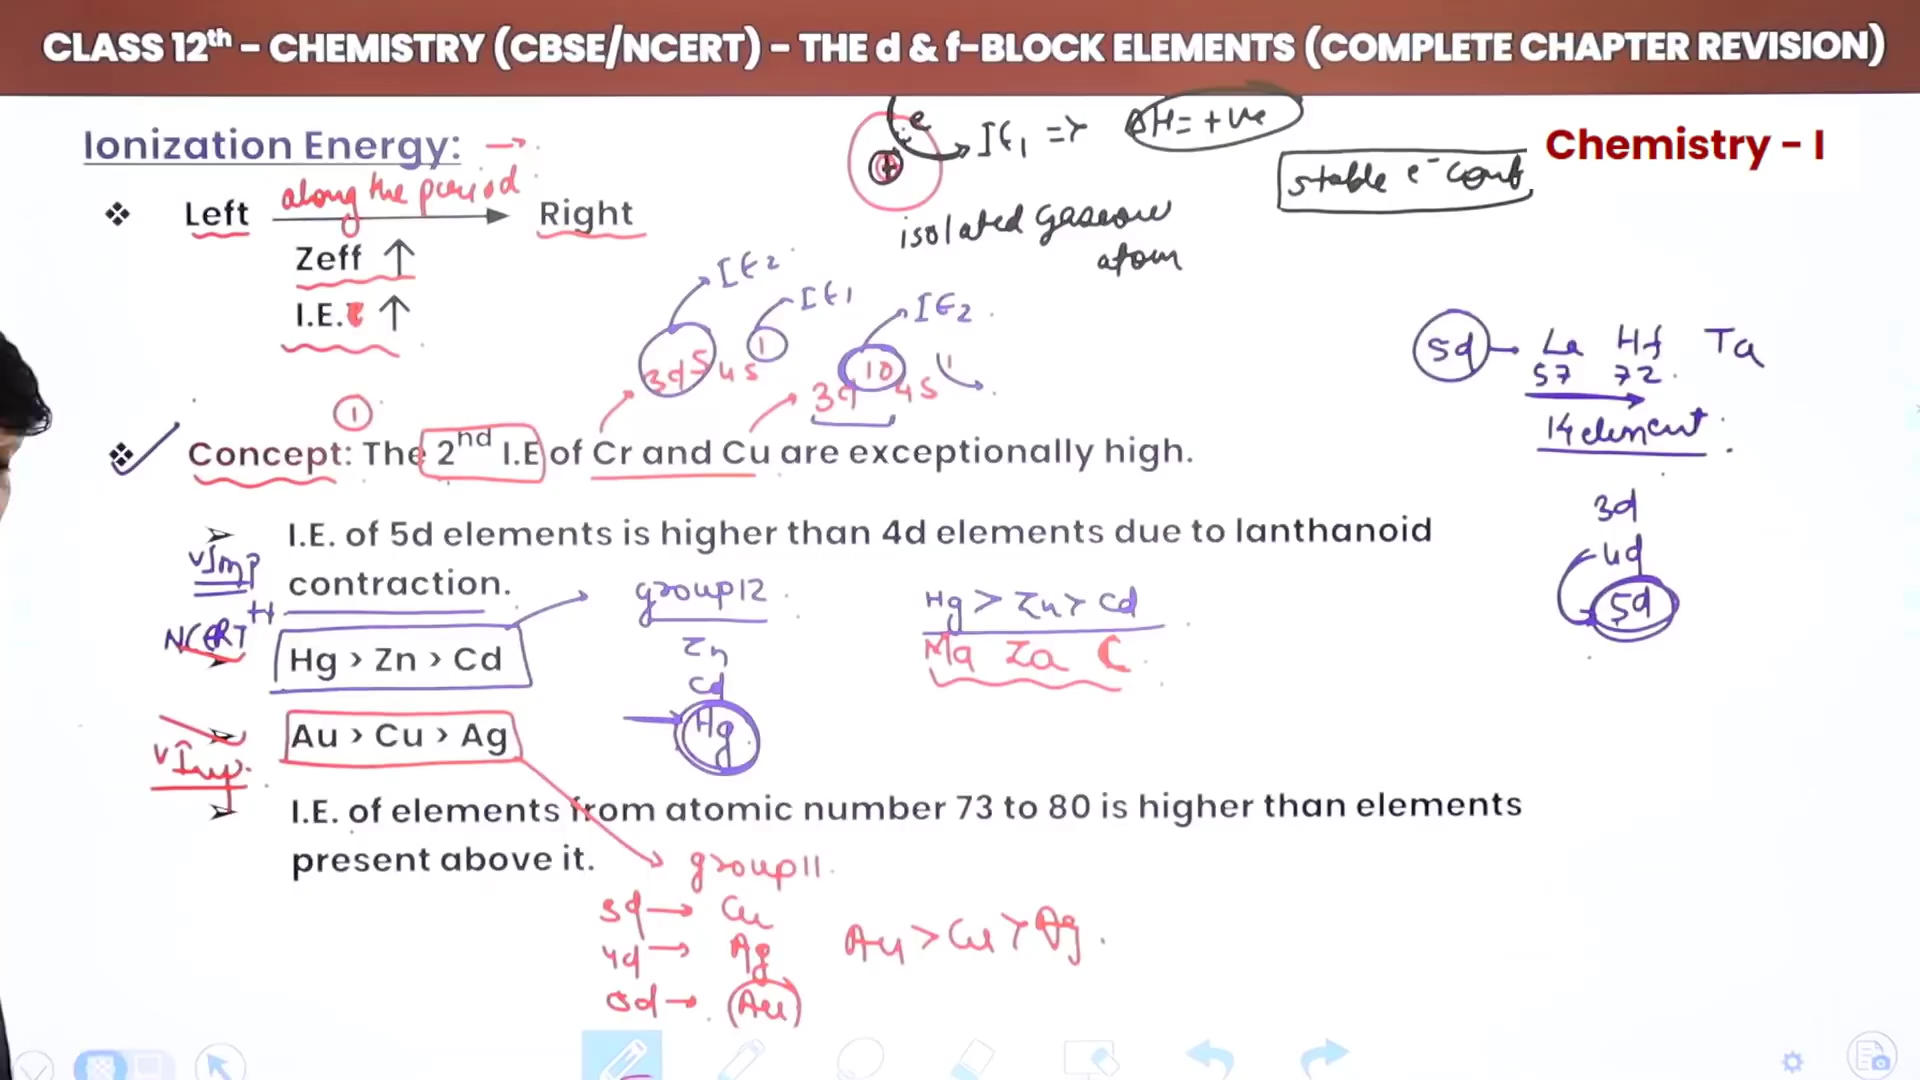 CLASS 12th – CHEMISTRY (CBSE/NCERT) – THE d & f-BLOCK ELEMENTS (COMPLETE CHAPTER REVISION)
Chemistry - I
Ionization Energy:
e IE1 => ΔH = +ve
stable e- conf
isolated gaseous
atom
along the period
Left Right
Zeff ↑
I.E. ↑
IE2 IE1 IE2
3d5 4s1 3d10 4s1
5d La Hf Ta
57 72
14 element
1
Concept: The 2nd I.E of Cr and Cu are exceptionally high.
3d
4d
5d
I.E. of 5d elements is higher than 4d elements due to lanthanoid
contraction.
vImp
NCERT
Hg > Zn > Cd
group 12
Zn
Cd
Hg
Hg > Zn > Cd
Ma Za C
Au > Cu > Ag
vImp.
I.E. of elements from atomic number 73 to 80 is higher than elements
present above it.
group 11
3d → Cu
4d → Ag
5d → Au
Au > Cu > Ag